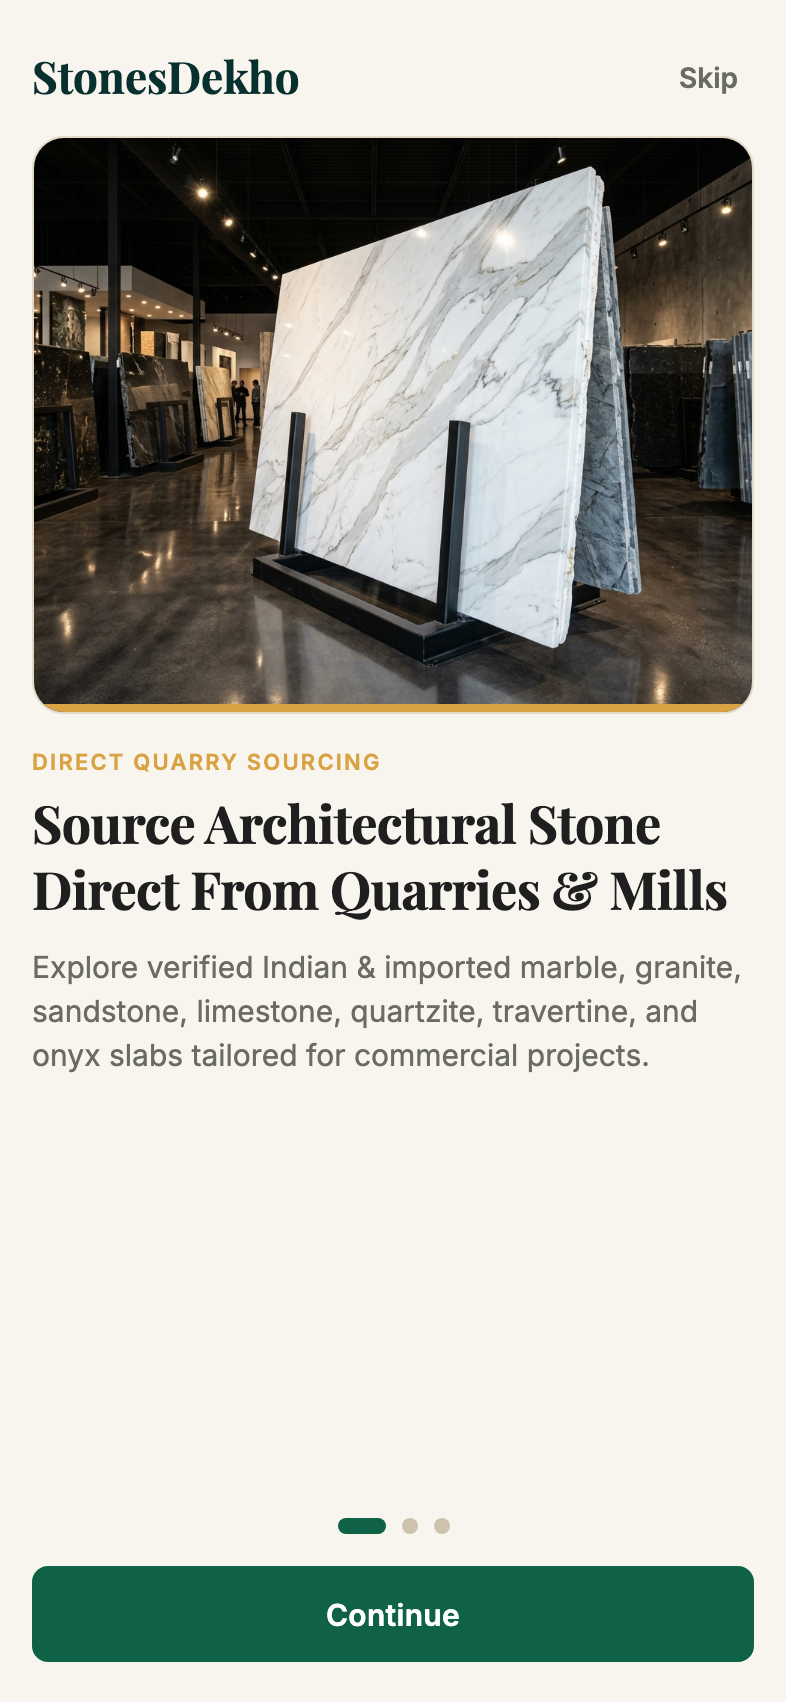 StonesDekho
Skip
DIRECT QUARRY SOURCING
Source Architectural Stone
Direct From Quarries & Mills
Explore verified Indian & imported marble, granite,
sandstone, limestone, quartzite, travertine, and
onyx slabs tailored for commercial projects.
Continue